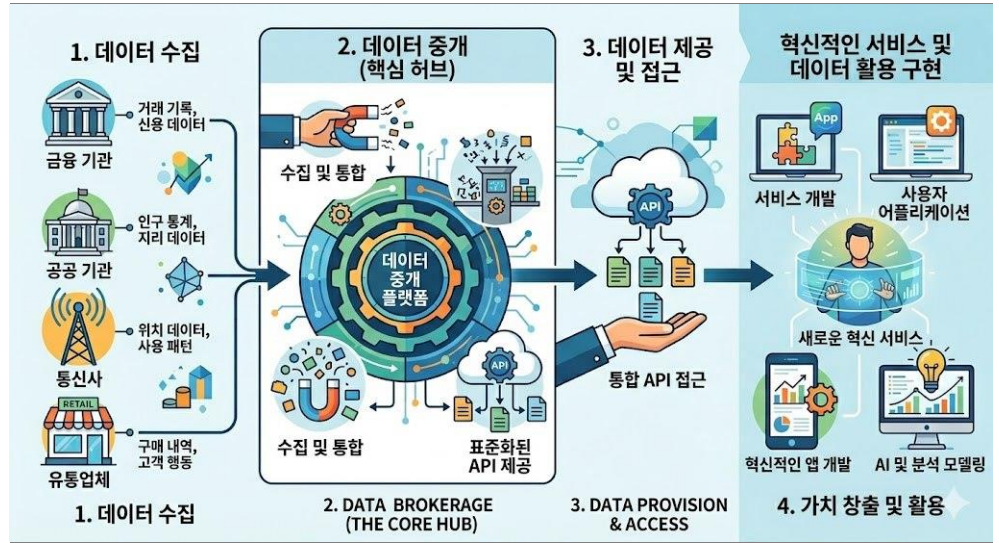 1. 데이터 수집
금융 기관
거래 기록,
신용 데이터
공공 기관
인구 통계,
지리 데이터
통신사
위치 데이터,
사용 패턴
RETAIL
유통업체
구매 내역,
고객 행동
1. 데이터 수집
2. 데이터 중개
(핵심 허브)
수집 및 통합
데이터
중개
플랫폼
수집 및 통합
API
표준화된
API 제공
2. DATA BROKERAGE
(THE CORE HUB)
3. 데이터 제공
및 접근
API
통합 API 접근
3. DATA PROVISION
& ACCESS
혁신적인 서비스 및
데이터 활용 구현
App
서비스 개발
사용자
어플리케이션
새로운 혁신 서비스
혁신적인 앱 개발
AI 및 분석 모델링
4. 가치 창출 및 활용